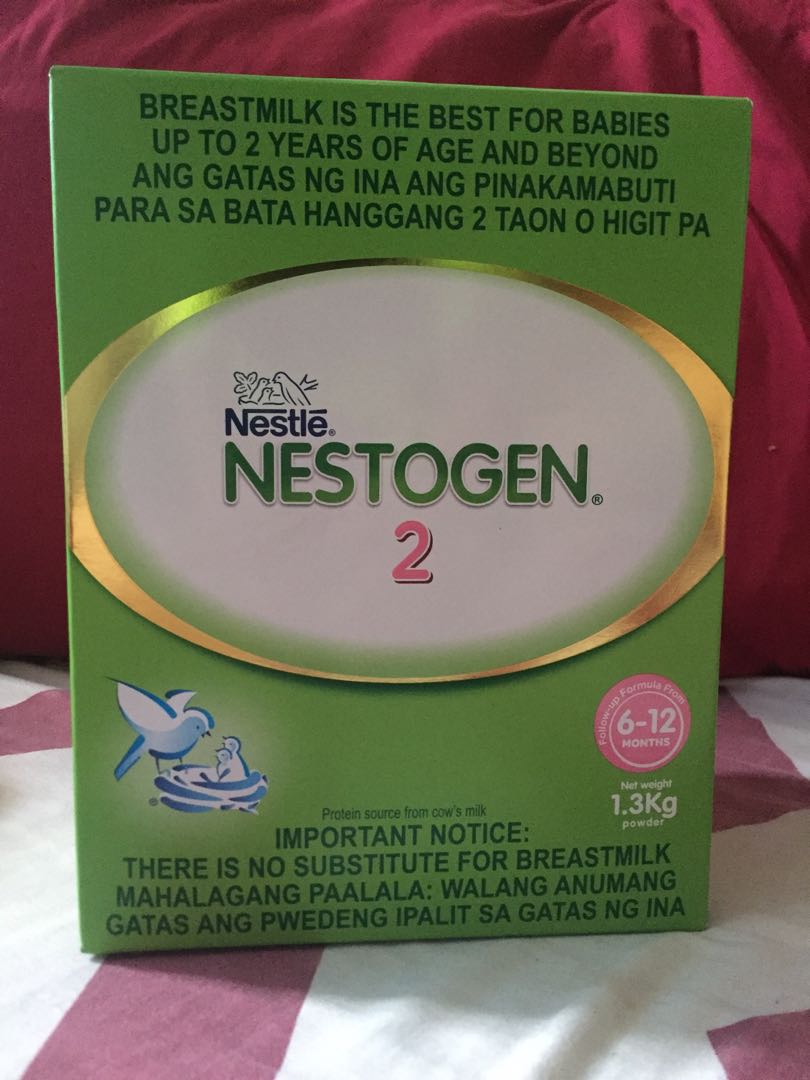 BREASTMILK IS THE BEST FOR BABIES
UP TO 2 YEARS OF AGE AND BEYOND
ANG GATAS NG INA ANG PINAKAMABUTI
PARA SA BATA HANGGANG 2 TAON O HIGIT PA
Nestlé®
NESTOGEN®
2
Follow-up Formula From
6-12
MONTHS
Net weight
1.3Kg
powder
®
Protein source from cow's milk
IMPORTANT NOTICE:
THERE IS NO SUBSTITUTE FOR BREASTMILK
MAHALAGANG PAALALA: WALANG ANUMANG
GATAS ANG PWEDENG IPALIT SA GATAS NG INA